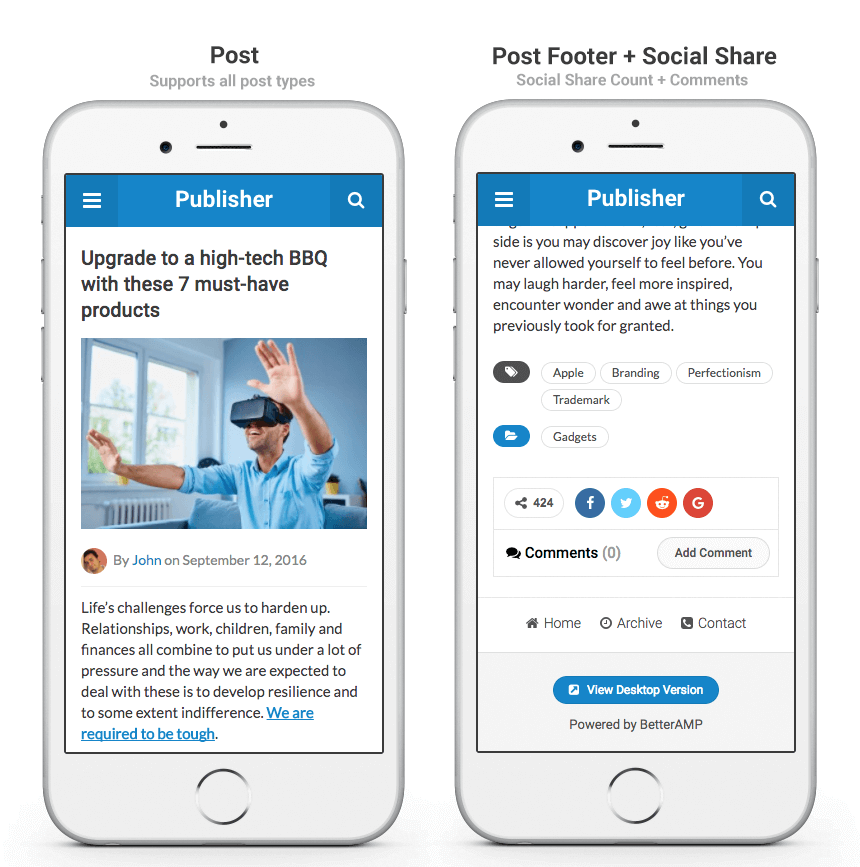 Post
Supports all post types
Publisher
Upgrade to a high-tech BBQ
with these 7 must-have
products
By John on September 12, 2016
Life's challenges force us to harden up.
Relationships, work, children, family and
finances all combine to put us under a lot of
pressure and the way we are expected to
deal with these is to develop resilience and
to some extent indifference. We are
required to be tough.
Post Footer + Social Share
Social Share Count + Comments
Publisher
side is you may discover joy like you've
never allowed yourself to feel before. You
may laugh harder, feel more inspired,
encounter wonder and awe at things you
previously took for granted.
Apple Branding Perfectionism
Trademark
Gadgets
424
Comments (0) Add Comment
Home Archive Contact
View Desktop Version
Powered by BetterAMP